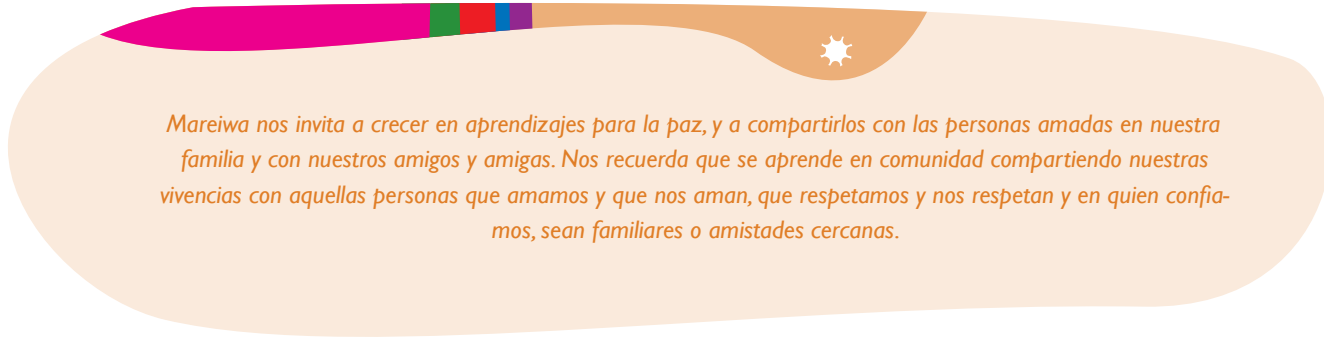 Mareiwa nos invita a crecer en aprendizajes para la paz, y a compartirlos con las personas amadas en nuestra
familia y con nuestros amigos y amigas. Nos recuerda que se aprende en comunidad compartiendo nuestras
vivencias con aquellas personas que amamos y que nos aman, que respetamos y nos respetan y en quien confia-
mos, sean familiares o amistades cercanas.